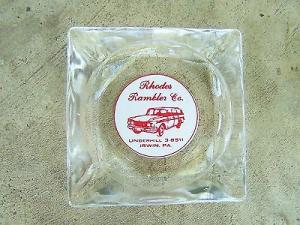 Rhodes
Rambler Co.
UNDERHILL 3-8511
IRWIN, PA.